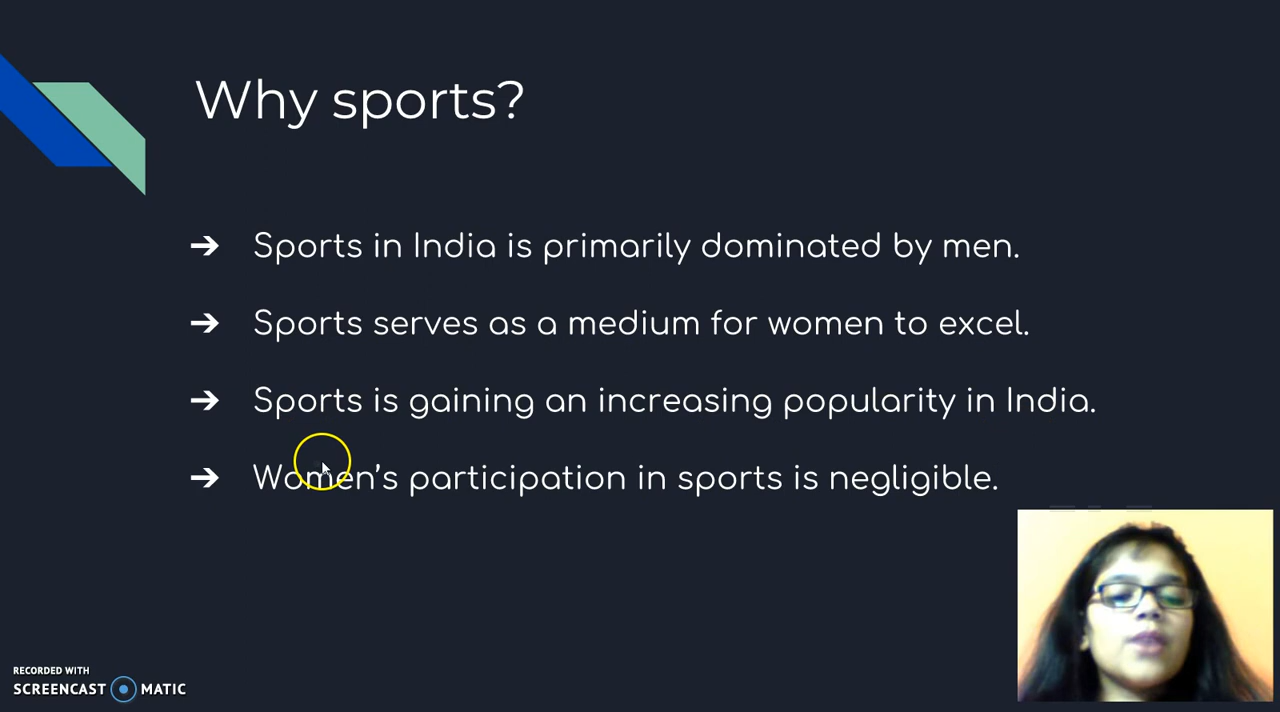 Why sports?
➔ Sports in India is primarily dominated by men.
➔ Sports serves as a medium for women to excel.
➔ Sports is gaining an increasing popularity in India.
➔ Women’s participation in sports is negligible.
RECORDED WITH
SCREENCAST MATIC